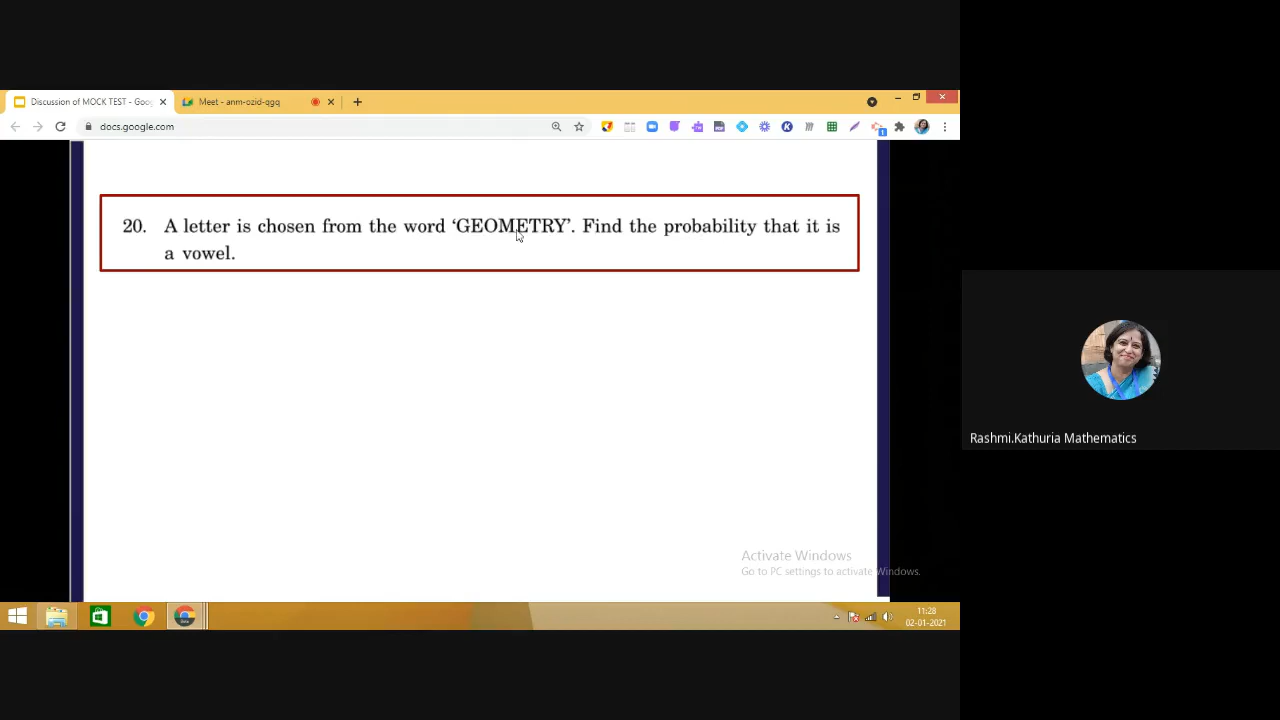 Discussion of MOCK TEST - Goo
Meet - anm-ozid-qgq
docs.google.com
20. A letter is chosen from the word ‘GEOMETRY’. Find the probability that it is
a vowel.
Rashmi.Kathuria Mathematics
Activate Windows
Go to PC settings to activate Windows.
11:28
02-01-2021